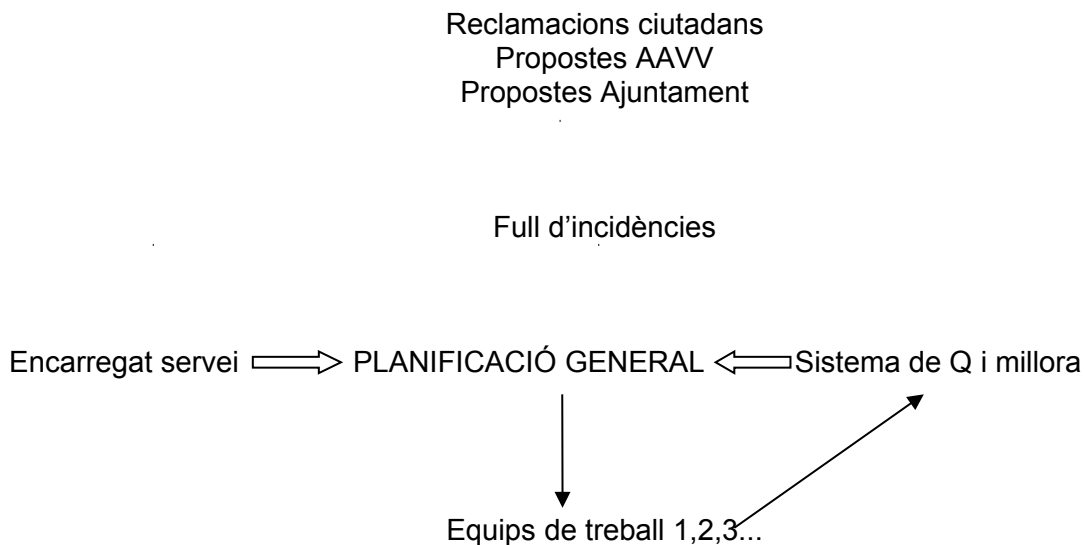 Reclamacions ciutadans
Propostes AAVV
Propostes Ajuntament
Full d’incidències
Encarregat servei PLANIFICACIÓ GENERAL Sistema de Q i millora
Equips de treball 1,2,3...